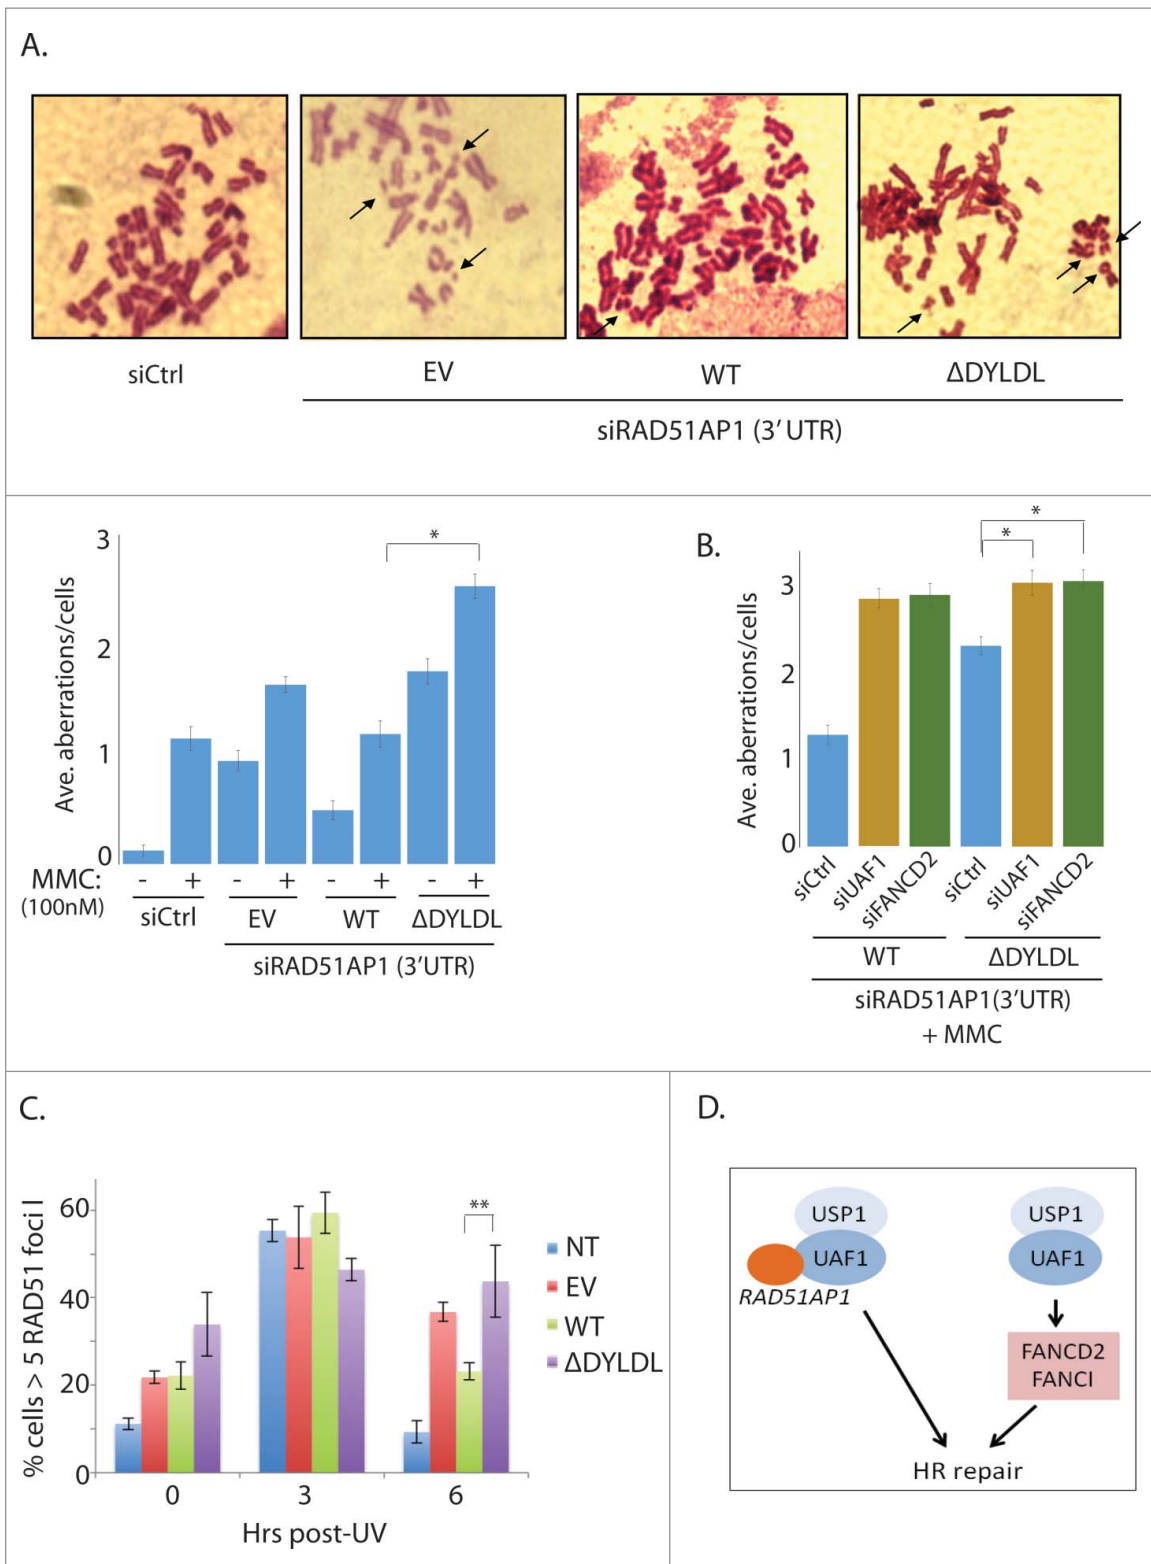 A.
siCtrl
EV
WT
ΔDYLDL
siRAD51AP1 (3' UTR)
Ave. aberrations/cells
3
2
1
0
*
MMC:
(100nM)
- + - + - + - +
siCtrl
EV
WT
ΔDYLDL
siRAD51AP1 (3'UTR)
B.
Ave. aberrations/cells
3
2
1
0
*
*
siCtrl
siUAF1
siFANCD2
siCtrl
siUAF1
siFANCD2
WT
ΔDYLDL
siRAD51AP1(3'UTR)
+ MMC
C.
% cells > 5 RAD51 foci I
60
40
20
0
**
0
3
6
Hrs post-UV
NT
EV
WT
ΔDYLDL
D.
USP1
UAF1
RAD51AP1
USP1
UAF1
FANCD2
FANCI
HR repair